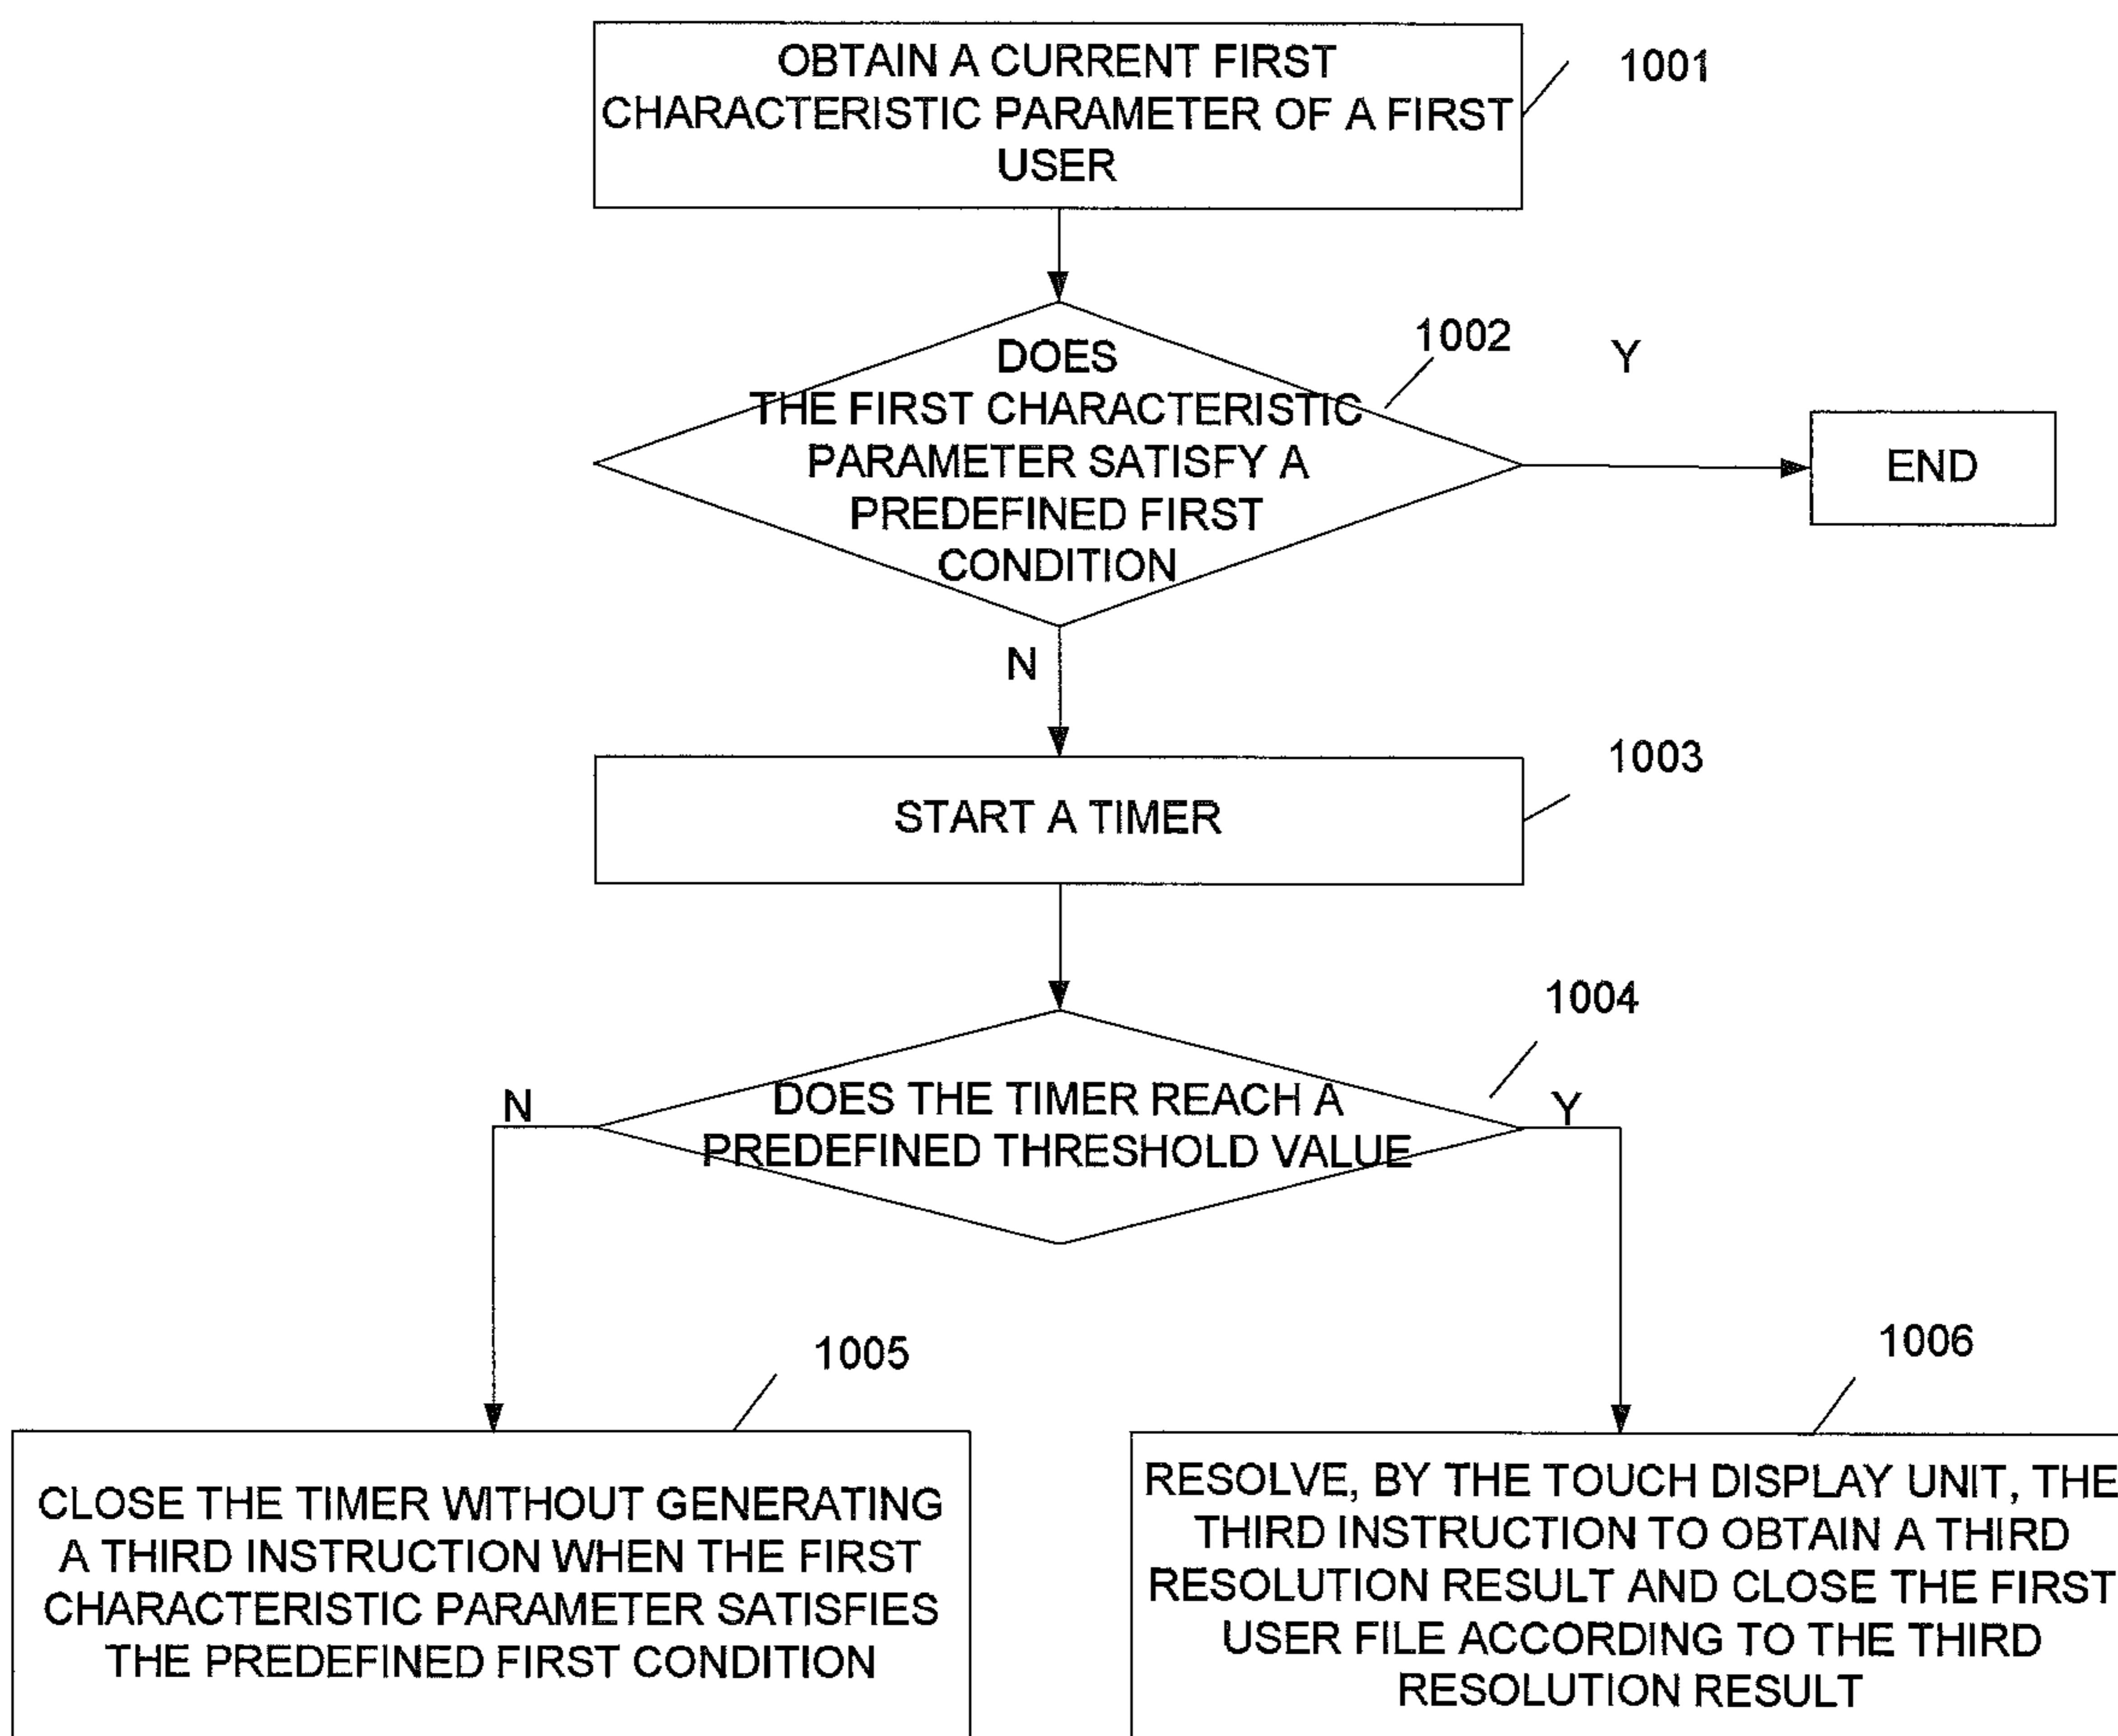 OBTAIN A CURRENT FIRST
CHARACTERISTIC PARAMETER OF A FIRST
USER
1001
DOES
THE FIRST CHARACTERISTIC
PARAMETER SATISFY A
PREDEFINED FIRST
CONDITION
1002
Y
END
N
START A TIMER
1003
DOES THE TIMER REACH A
PREDEFINED THRESHOLD VALUE
1004
N
Y
1005
CLOSE THE TIMER WITHOUT GENERATING
A THIRD INSTRUCTION WHEN THE FIRST
CHARACTERISTIC PARAMETER SATISFIES
THE PREDEFINED FIRST CONDITION
1006
RESOLVE, BY THE TOUCH DISPLAY UNIT, THE
THIRD INSTRUCTION TO OBTAIN A THIRD
RESOLUTION RESULT AND CLOSE THE FIRST
USER FILE ACCORDING TO THE THIRD
RESOLUTION RESULT